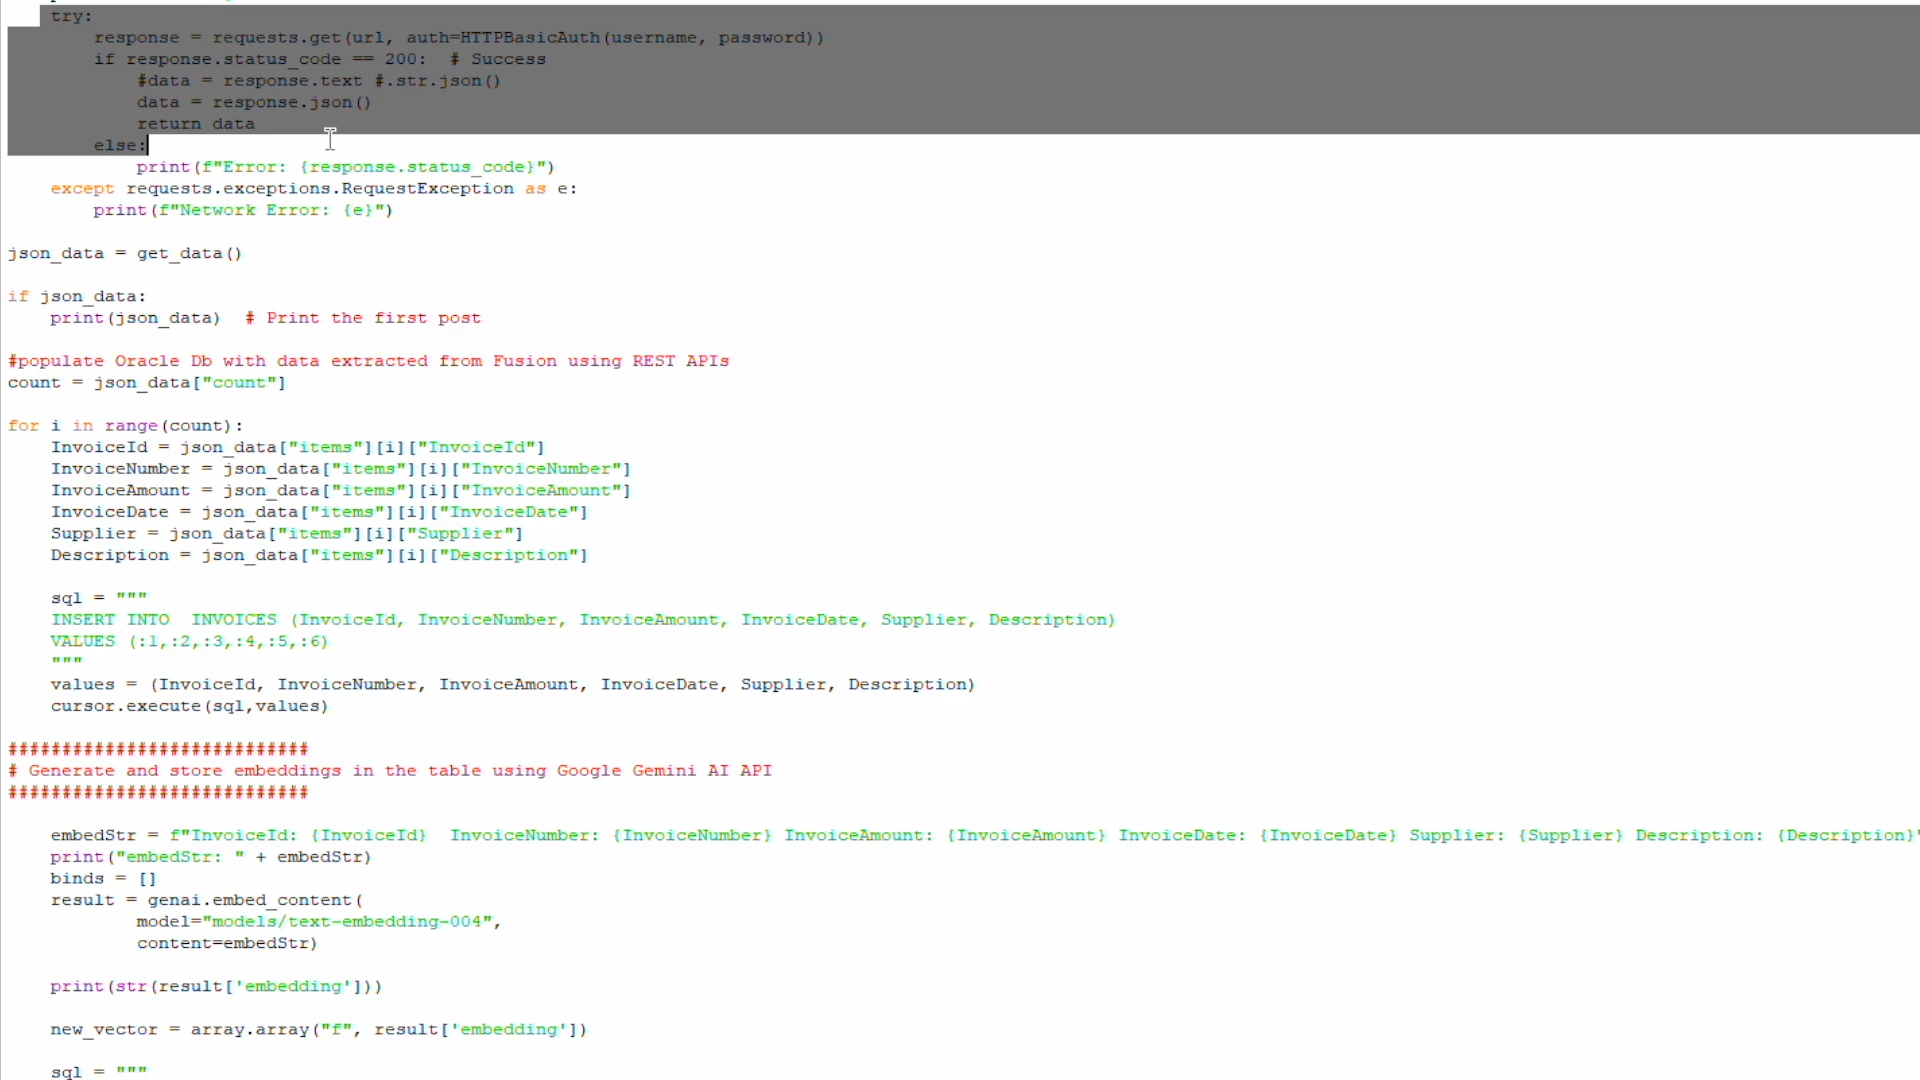 try:
        response = requests.get(url, auth=HTTPBasicAuth(username, password))
        if response.status_code == 200:  # Success
            #data = response.text #.str.json()
            data = response.json()
            return data
        else:
            print(f"Error: {response.status_code}")
    except requests.exceptions.RequestException as e:
        print(f"Network Error: {e}")

json_data = get_data()

if json_data:
    print(json_data)  # Print the first post

#populate Oracle Db with data extracted from Fusion using REST APIs
count = json_data["count"]

for i in range(count):
    InvoiceId = json_data["items"][i]["InvoiceId"]
    InvoiceNumber = json_data["items"][i]["InvoiceNumber"]
    InvoiceAmount = json_data["items"][i]["InvoiceAmount"]
    InvoiceDate = json_data["items"][i]["InvoiceDate"]
    Supplier = json_data["items"][i]["Supplier"]
    Description = json_data["items"][i]["Description"]

    sql = """
    INSERT INTO  INVOICES (InvoiceId, InvoiceNumber, InvoiceAmount, InvoiceDate, Supplier, Description)
    VALUES (:1,:2,:3,:4,:5,:6)
    """
    values = (InvoiceId, InvoiceNumber, InvoiceAmount, InvoiceDate, Supplier, Description)
    cursor.execute(sql,values)

############################
# Generate and store embeddings in the table using Google Gemini AI API
############################

    embedStr = f"InvoiceId: {InvoiceId}  InvoiceNumber: {InvoiceNumber} InvoiceAmount: {InvoiceAmount} InvoiceDate: {InvoiceDate} Supplier: {Supplier} Description: {Description}"
    print("embedStr: " + embedStr)
    binds = []
    result = genai.embed_content(
            model="models/text-embedding-004",
            content=embedStr)

    print(str(result['embedding']))

    new_vector = array.array("f", result['embedding'])

    sql = """